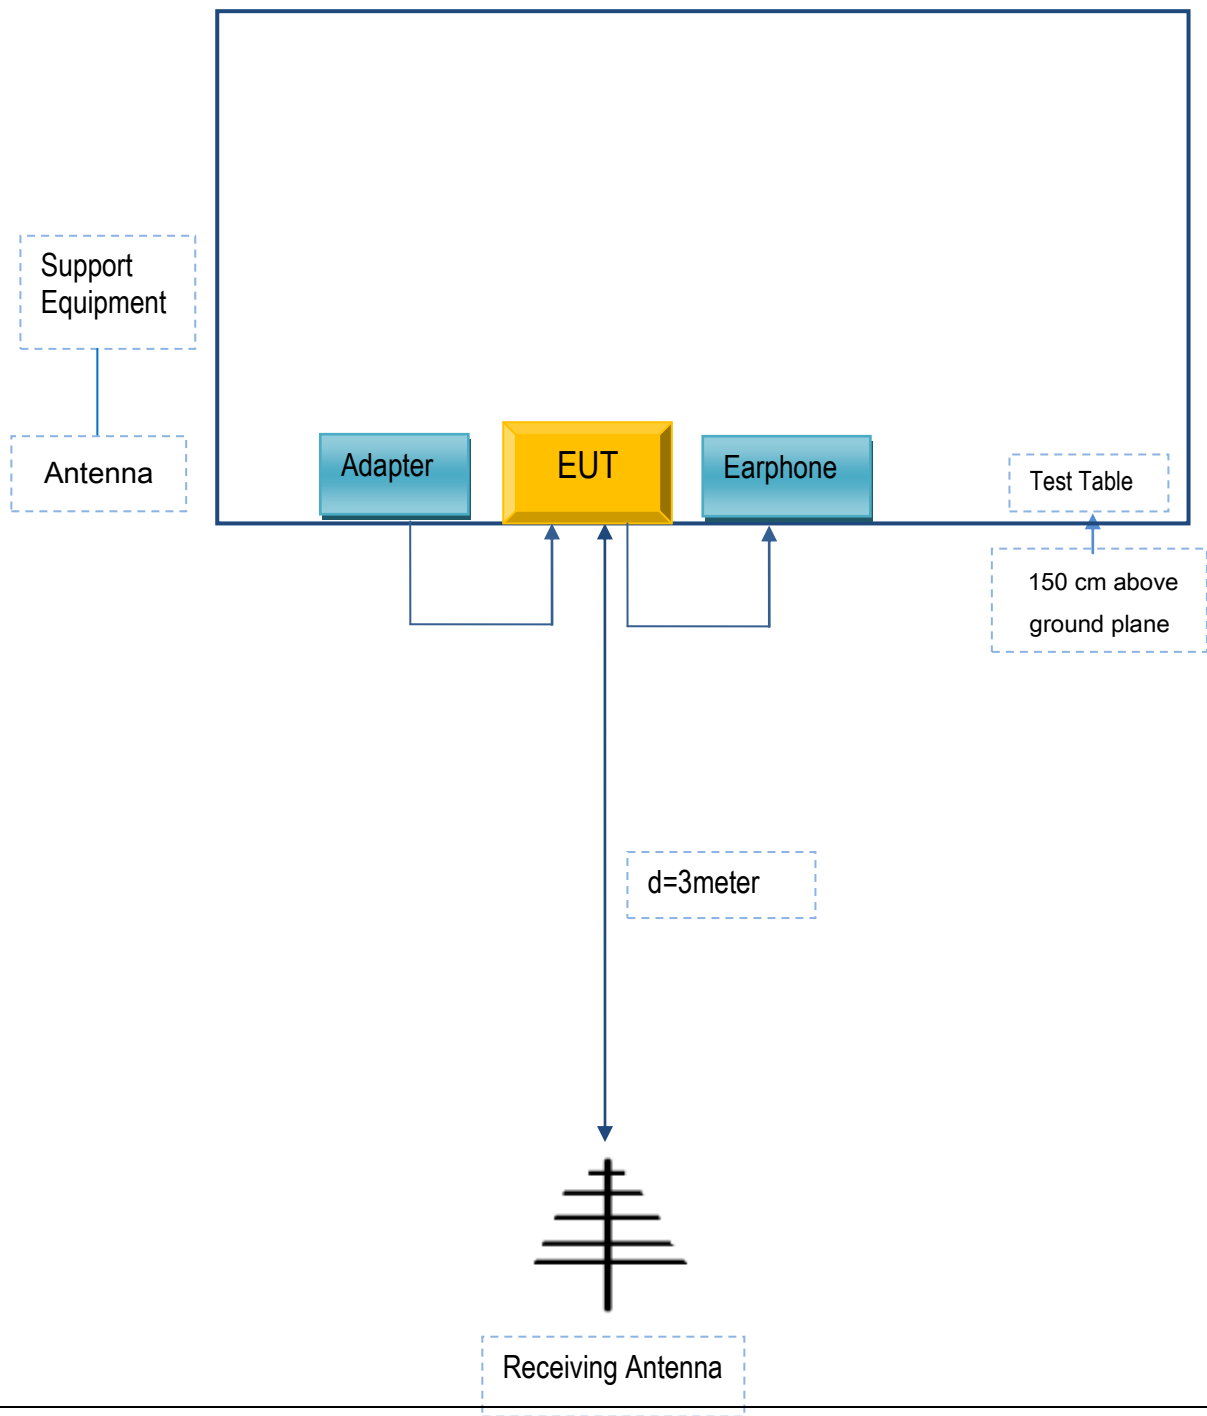 Support
Equipment
Antenna
Adapter
EUT
Earphone
Test Table
150 cm above
ground plane
d=3meter
Receiving Antenna